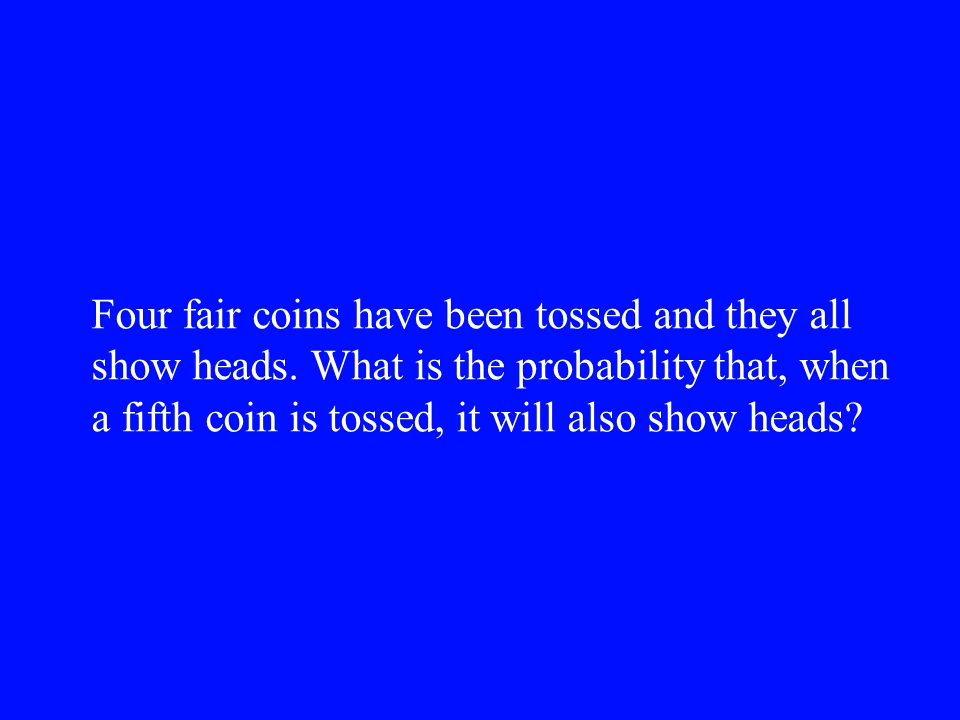 Four fair coins have been tossed and they all
show heads. What is the probability that, when
a fifth coin is tossed, it will also show heads?